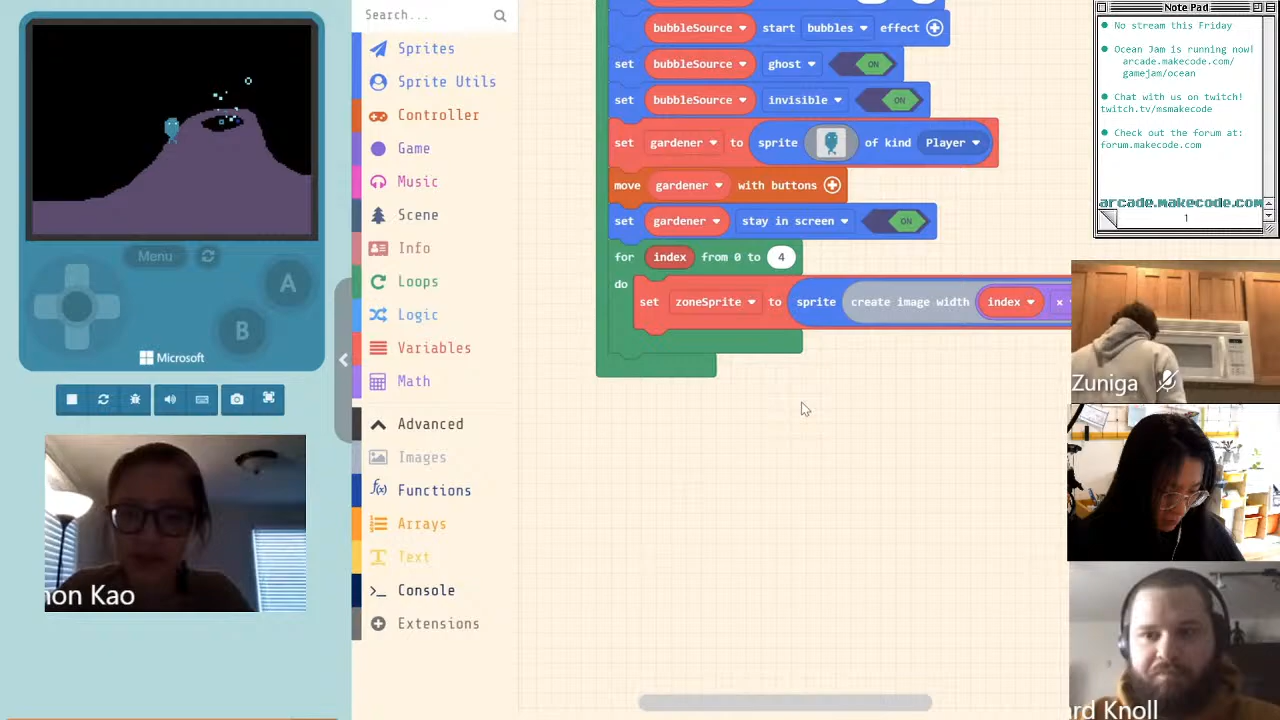 Search...
Sprites
Sprite Utils
Controller
Game
Music
Scene
Info
Loops
Logic
Variables
Math
Advanced
Images
Functions
Arrays
Text
Console
Extensions
Menu
A
B
Microsoft
bubbleSource start bubbles effect
set bubbleSource ghost ON
set bubbleSource invisible ON
set gardener to sprite of kind Player
move gardener with buttons
set gardener stay in screen ON
for index from 0 to 4
do
set zoneSprite to sprite create image width index ×
Note Pad
No stream this Friday
Ocean Jam is running now!
arcade.makecode.com/
gamejam/ocean
Chat with us on twitch!
twitch.tv/msmakecode
Check out the forum at:
forum.makecode.com
arcade.makecode.com
1
Zuniga
Kao
Knoll